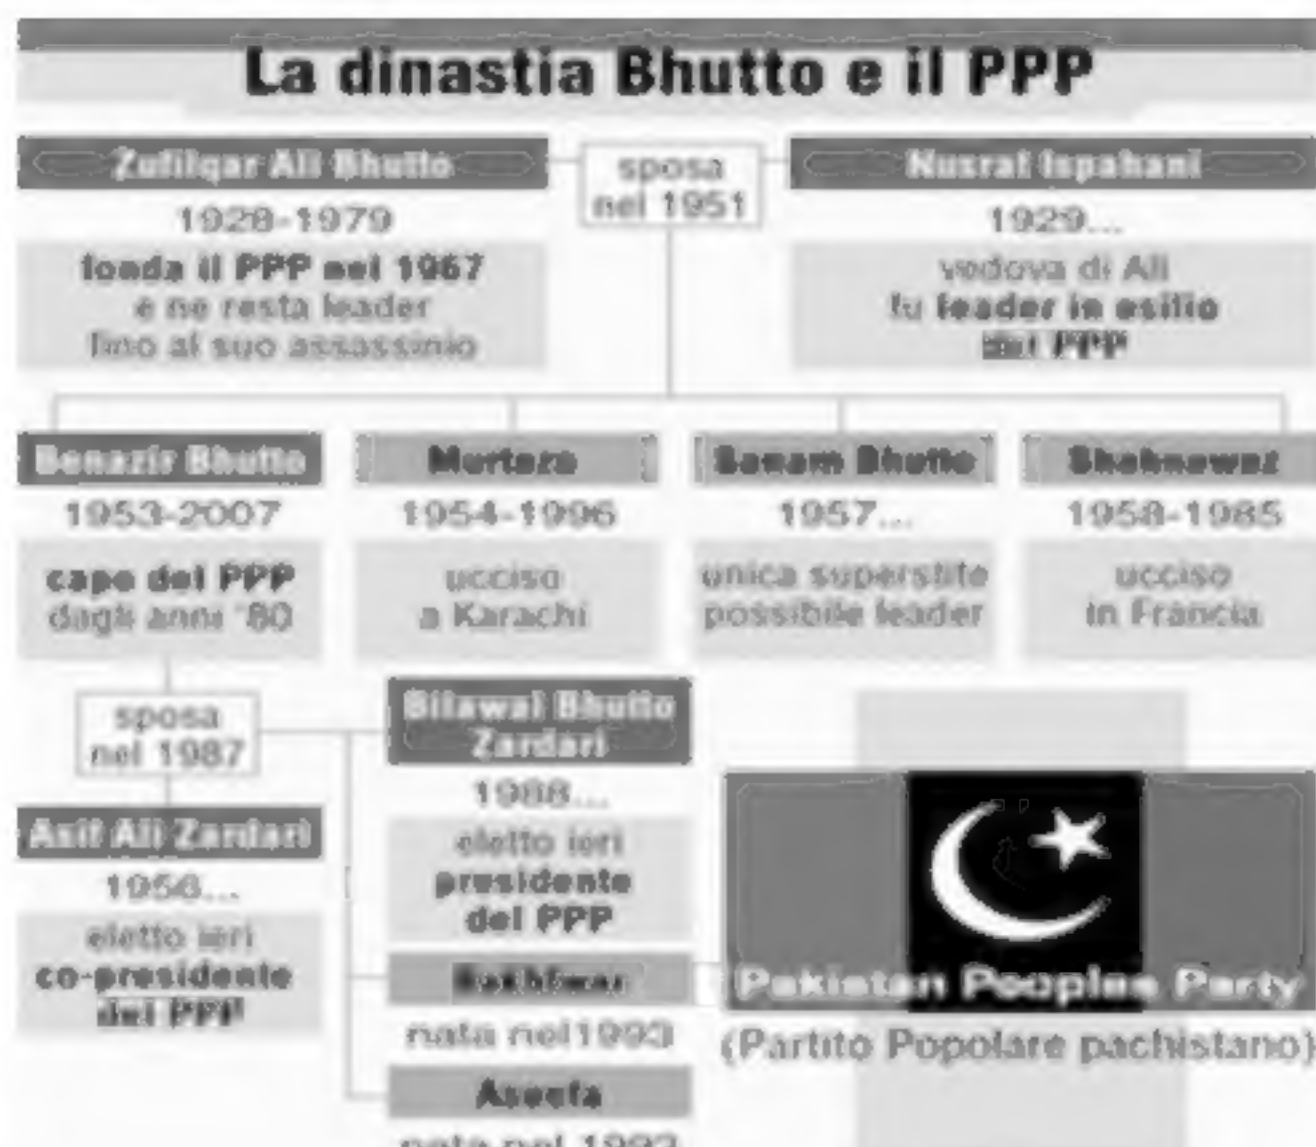 La dinastia Bhutto e il PPP
Zufilqar Ali Bhutto
sposa
nel 1951
Nusrat Ispahani
1928-1979
fonda il PPP nel 1967
e ne resta leader
fino al suo assassinio
1929...
vedova di Ali
fu leader in esilio
del PPP
Benazir Bhutto
1953-2007
capo del PPP
dagli anni '80
Murtaza
1954-1996
ucciso
a Karachi
Sanam Bhutto
1957...
unica superstite
possibile leader
Shahnawaz
1958-1985
ucciso
in Francia
sposa
nel 1987
Asif Ali Zardari
1956...
eletto ieri
co-presidente
del PPP
Bilawal Bhutto
Zardari
1988...
eletto ieri
presidente
del PPP
nata nel 1993
Aseefa
nata nel 1993
Pakistan Peoples Party
(Partito Popolare pachistano)